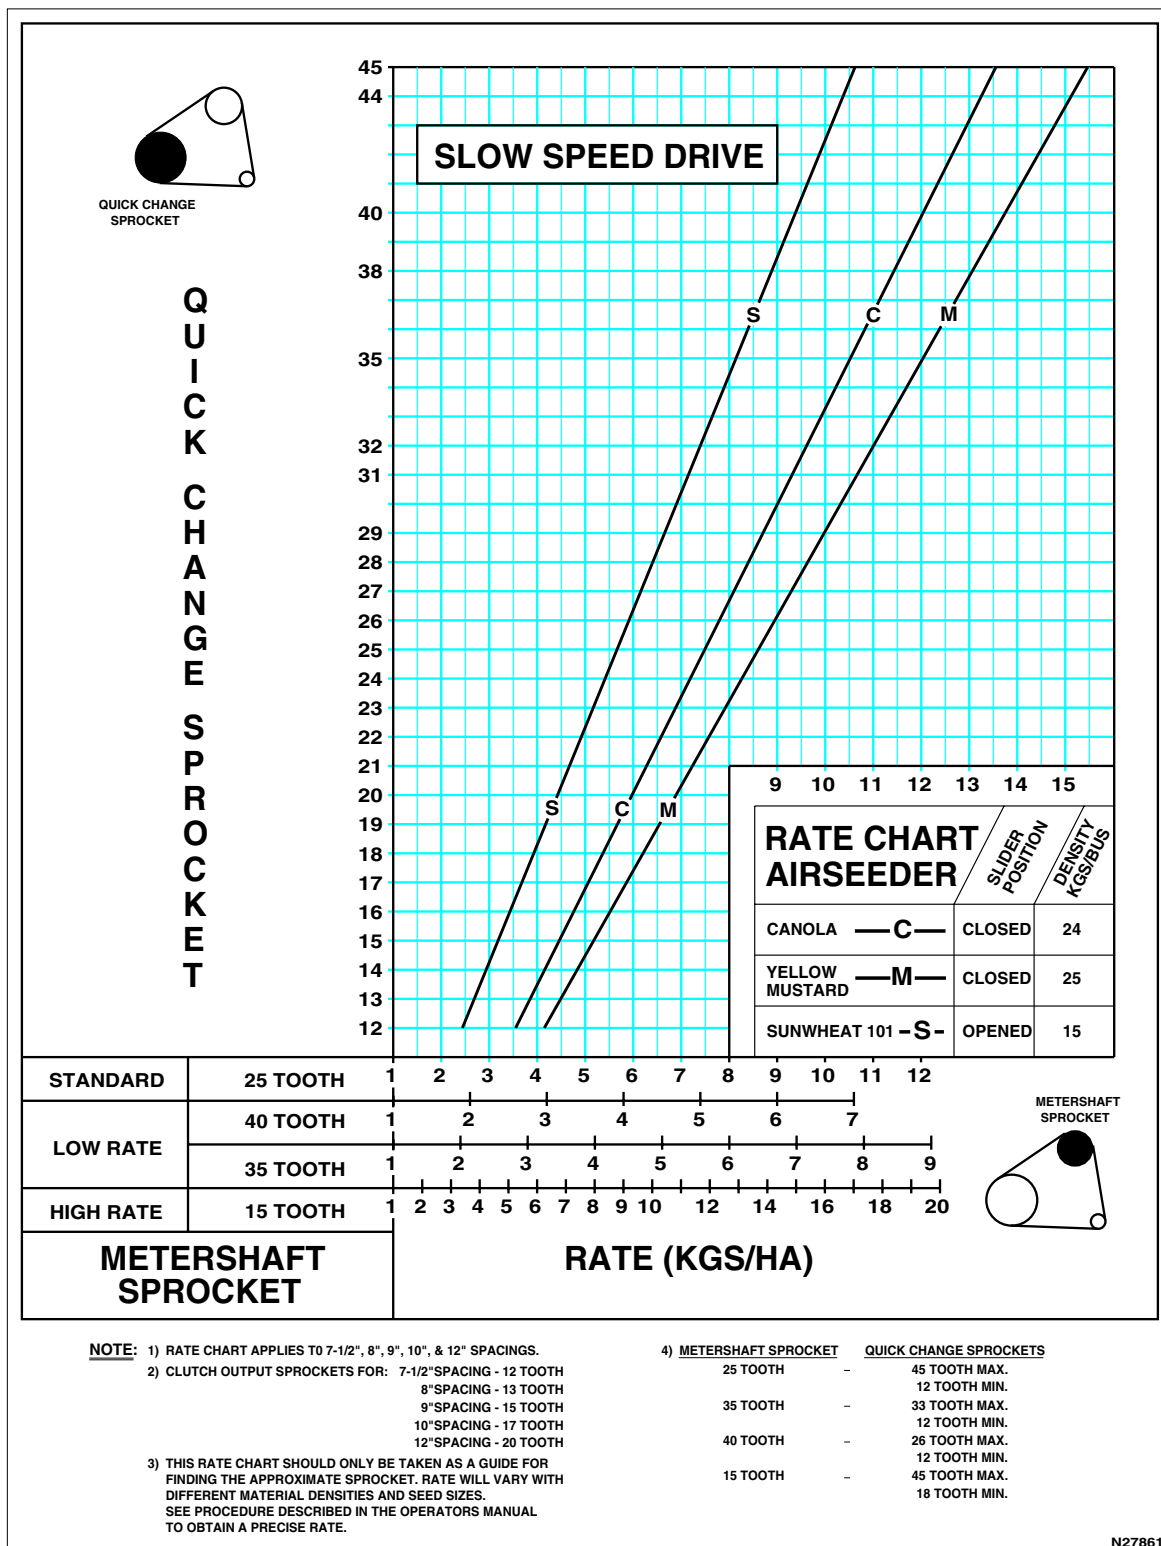 SLOW SPEED DRIVE
QUICK CHANGE
SPROCKET
QUICK CHANGE SPROCKET
45
44
40
38
35
32
31
29
28
27
26
25
24
23
22
21
20
19
18
17
16
15
14
13
12
S
C
M
S
C
M
9 10 11 12 13 14 15
RATE CHART
AIRSEEDER
SLIDER
POSITION
DENSITY
KGS/BUS
CANOLA C CLOSED 24
YELLOW
MUSTARD M CLOSED 25
SUNWHEAT 101 S OPENED 15
STANDARD 25 TOOTH 1 2 3 4 5 6 7 8 9 10 11 12
LOW RATE
40 TOOTH 1 2 3 4 5 6 7
35 TOOTH 1 2 3 4 5 6 7 8 9
HIGH RATE 15 TOOTH 1 2 3 4 5 6 7 8 9 10 12 14 16 18 20
METERSHAFT
SPROCKET
METERSHAFT
SPROCKET
RATE (KGS/HA)
NOTE: 1) RATE CHART APPLIES T0 7-1/2", 8", 9", 10", & 12" SPACINGS.
2) CLUTCH OUTPUT SPROCKETS FOR: 7-1/2"SPACING - 12 TOOTH
8"SPACING - 13 TOOTH
9"SPACING - 15 TOOTH
10"SPACING - 17 TOOTH
12"SPACING - 20 TOOTH
3) THIS RATE CHART SHOULD ONLY BE TAKEN AS A GUIDE FOR
FINDING THE APPROXIMATE SPROCKET. RATE WILL VARY WITH
DIFFERENT MATERIAL DENSITIES AND SEED SIZES.
SEE PROCEDURE DESCRIBED IN THE OPERATORS MANUAL
TO OBTAIN A PRECISE RATE.
4) METERSHAFT SPROCKET QUICK CHANGE SPROCKETS
25 TOOTH – 45 TOOTH MAX.
12 TOOTH MIN.
35 TOOTH – 33 TOOTH MAX.
12 TOOTH MIN.
40 TOOTH – 26 TOOTH MAX.
12 TOOTH MIN.
15 TOOTH – 45 TOOTH MAX.
18 TOOTH MIN.
N27861